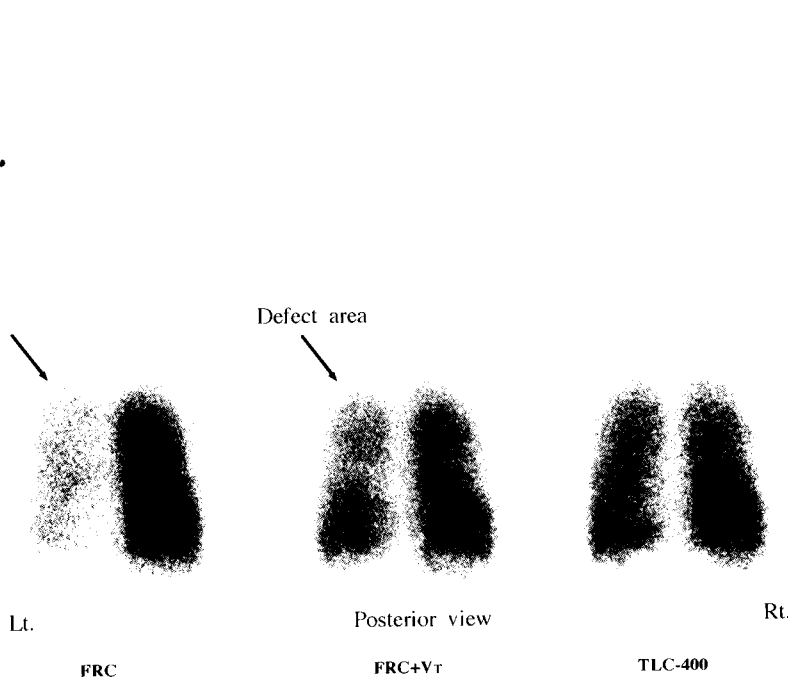 Defect area
Lt.
Posterior view
Rt.
FRC
FRC+VT
TLC-400